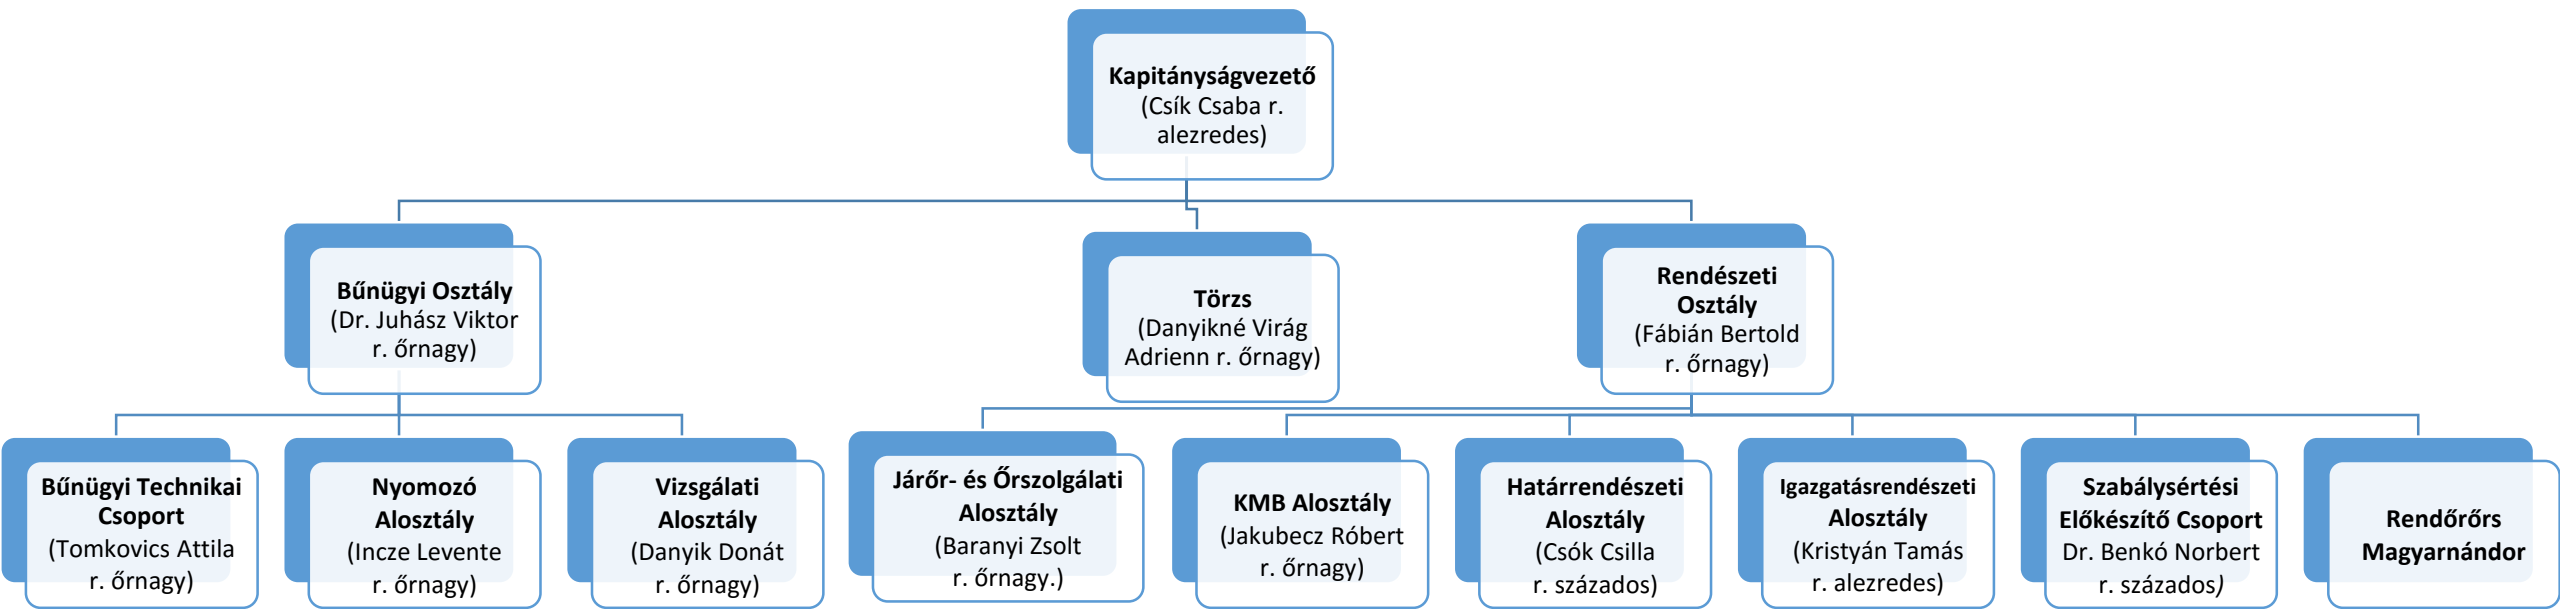 Kapitányságvezető
(Csík Csaba r.
alezredes)
Bűnügyi Osztály
(Dr. Juhász Viktor
r. őrnagy)
Törzs
(Danyikné Virág
Adrienn r. őrnagy)
Rendészeti
Osztály
(Fábián Bertold
r. őrnagy)
Bűnügyi Technikai
Csoport
(Tomkovics Attila
r. őrnagy)
Nyomozó
Alosztály
(Incze Levente
r. őrnagy)
Vizsgálati
Alosztály
(Danyik Donát
r. őrnagy)
Járőr- és Őrszolgálati
Alosztály
(Baranyi Zsolt
r. őrnagy.)
KMB Alosztály
(Jakubecz Róbert
r. őrnagy)
Határrendészeti
Alosztály
(Csók Csilla
r. százados)
Igazgatásrendészeti
Alosztály
(Kristyán Tamás
r. alezredes)
Szabálysértési
Előkészítő Csoport
Dr. Benkó Norbert
r. százados)
Rendőrőrs
Magyarnándor